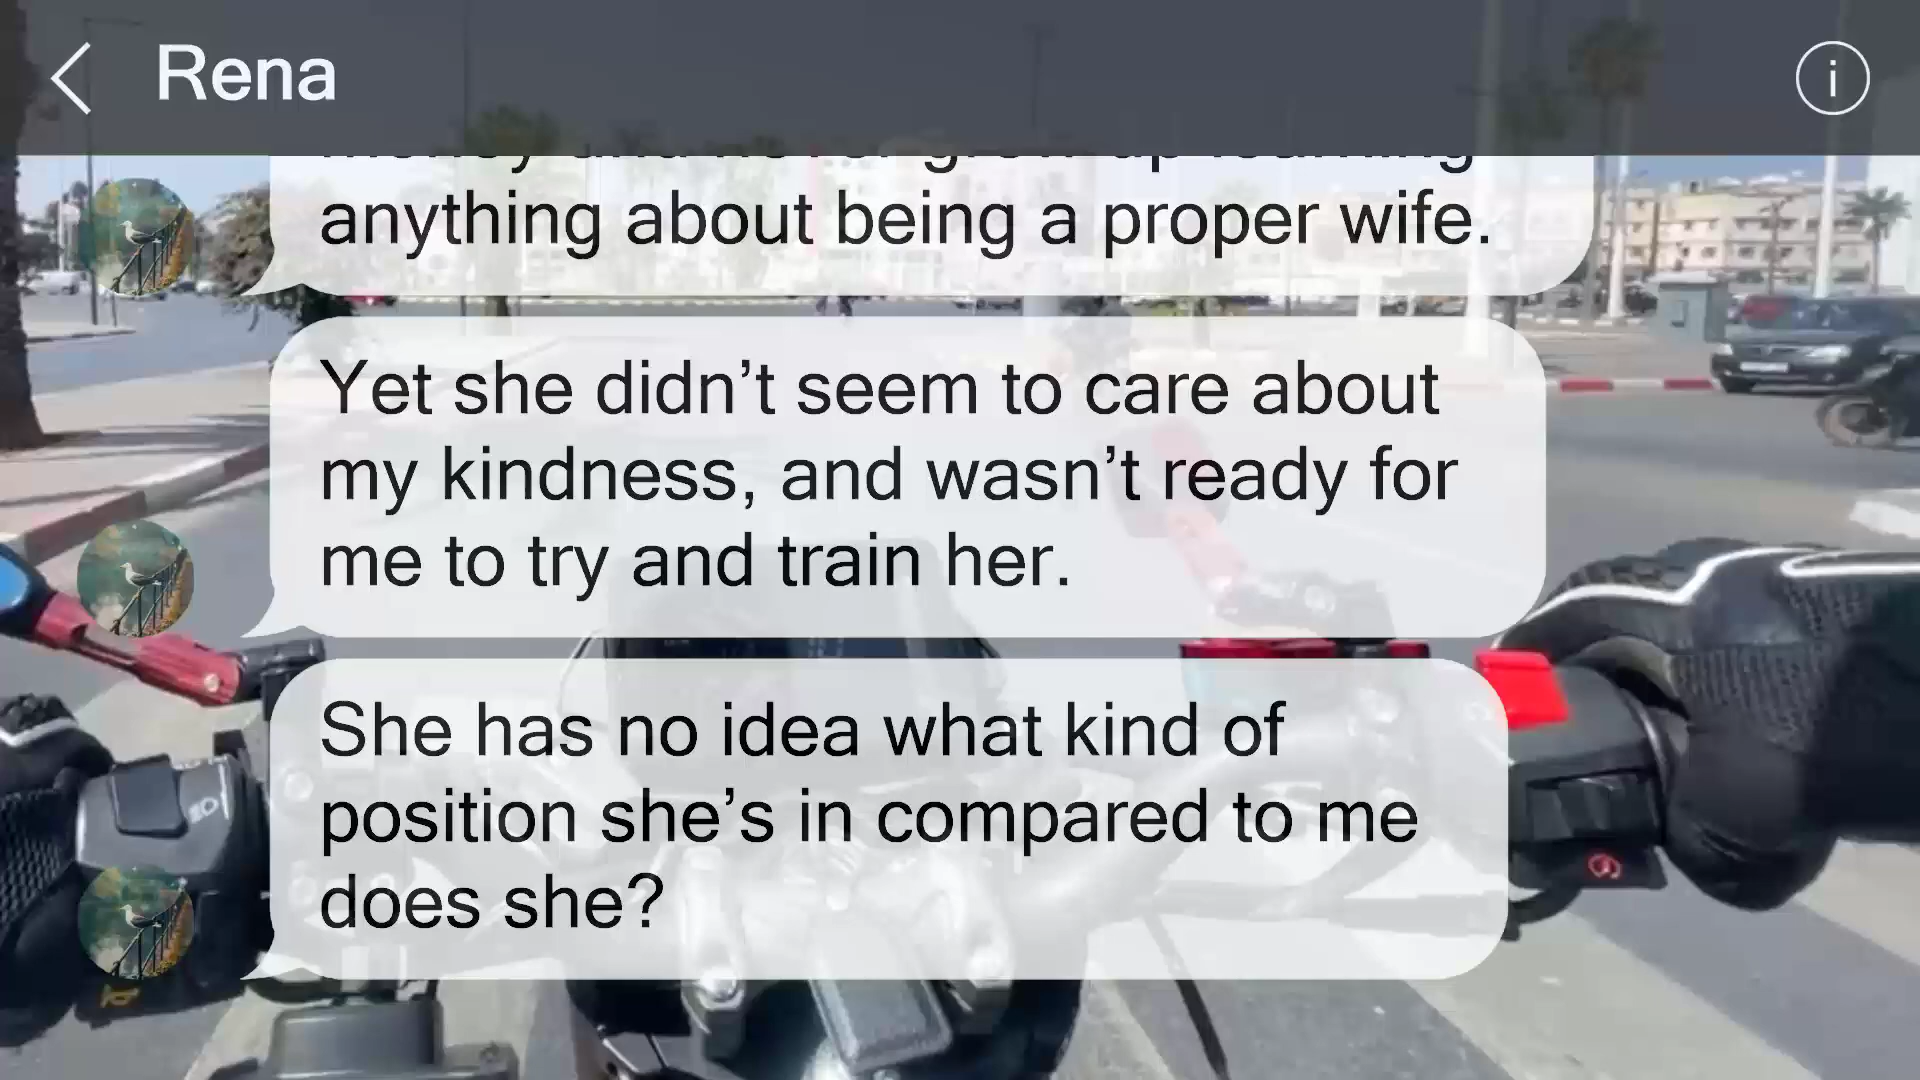 Rena
anything about being a proper wife.
Yet she didn’t seem to care about
my kindness, and wasn’t ready for
me to try and train her.
She has no idea what kind of
position she’s in compared to me
does she?